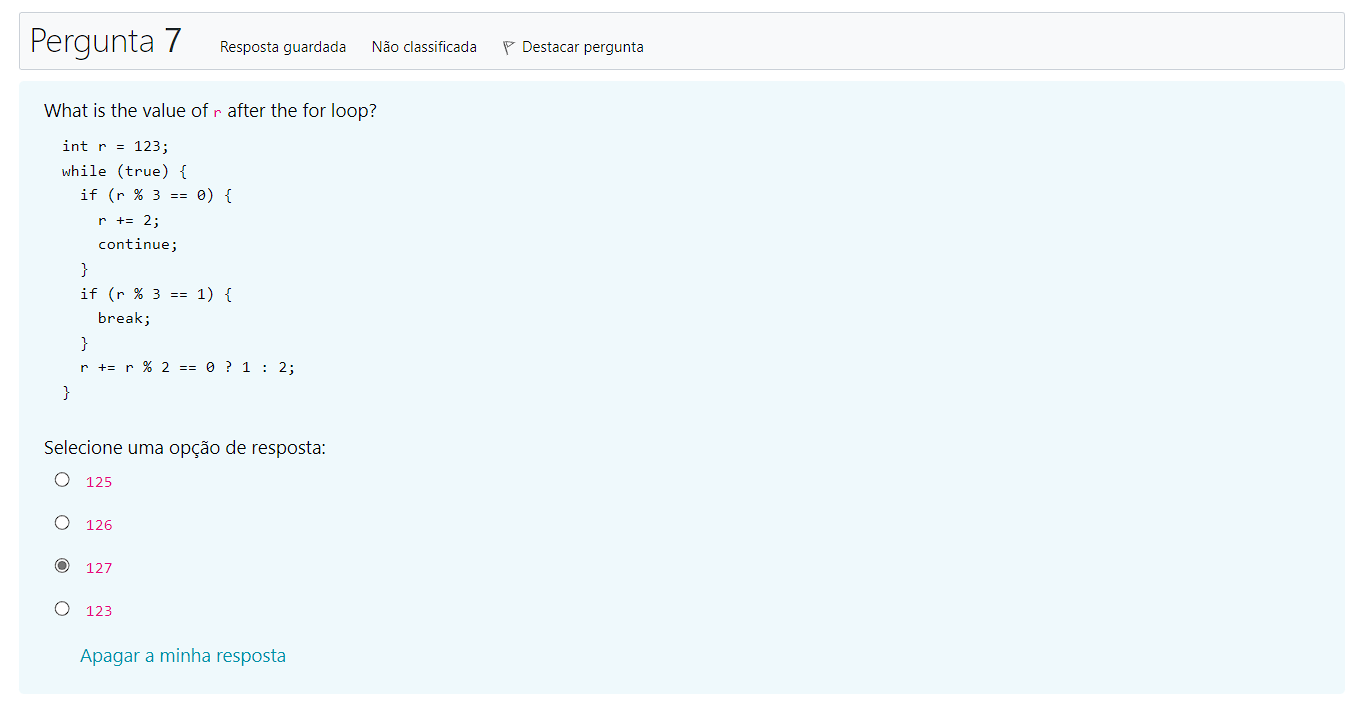 Pergunta 7 Resposta guardada Não classificada Destacar pergunta
What is the value of r after the for loop?
int r = 123;
while (true) {
  if (r % 3 == 0) {
    r += 2;
    continue;
  }
  if (r % 3 == 1) {
    break;
  }
  r += r % 2 == 0 ? 1 : 2;
}
Selecione uma opção de resposta:
125
126
127
123
Apagar a minha resposta